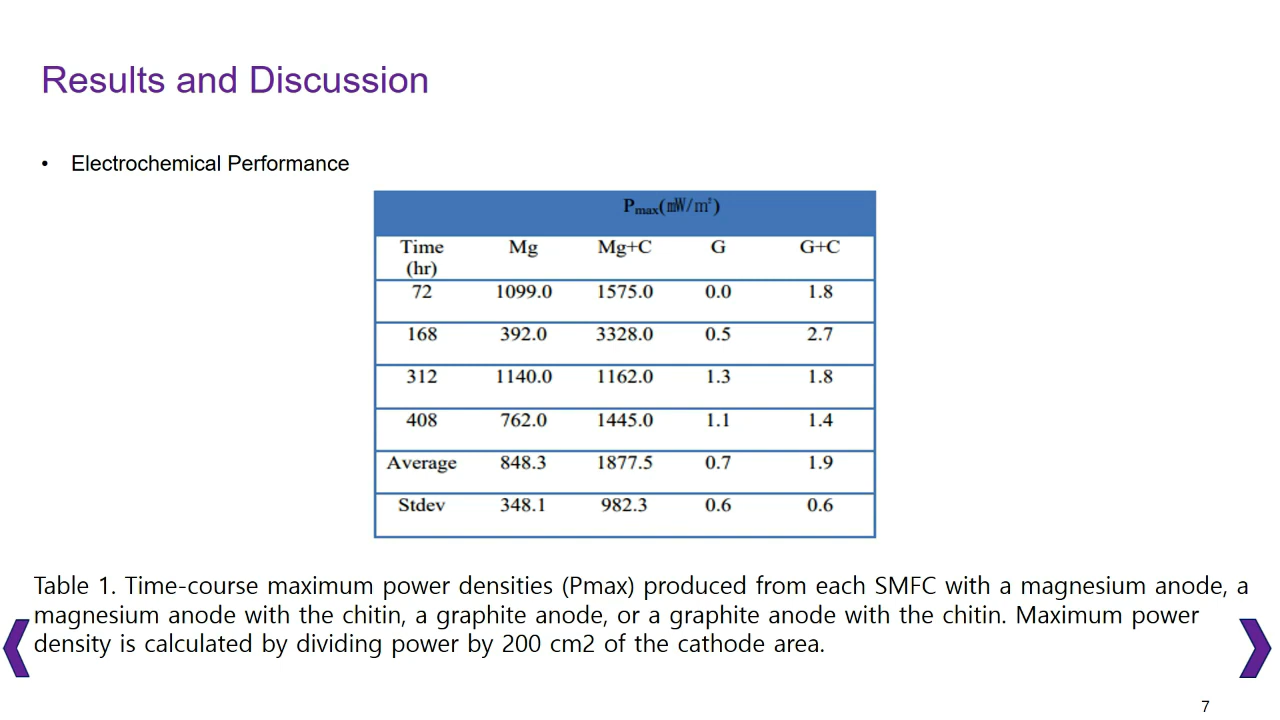 Results and Discussion
• Electrochemical Performance
Pmax(㎽/㎡)
Time (hr) Mg Mg+C G G+C
72 1099.0 1575.0 0.0 1.8
168 392.0 3328.0 0.5 2.7
312 1140.0 1162.0 1.3 1.8
408 762.0 1445.0 1.1 1.4
Average 848.3 1877.5 0.7 1.9
Stdev 348.1 982.3 0.6 0.6
Table 1. Time-course maximum power densities (Pmax) produced from each SMFC with a magnesium anode, a
magnesium anode with the chitin, a graphite anode, or a graphite anode with the chitin. Maximum power
density is calculated by dividing power by 200 cm2 of the cathode area.
7